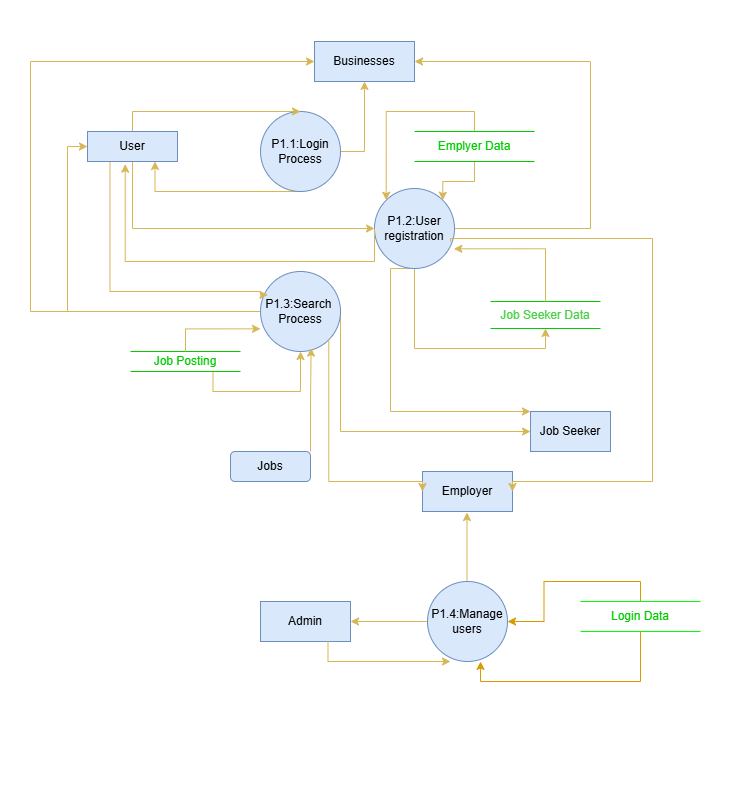 Businesses
User
P1.1:Login
Process
Emplyer Data
P1.2:User
registration
P1.3:Search
Process
Job Seeker Data
Job Posting
Job Seeker
Jobs
Employer
Admin
P1.4:Manage
users
Login Data